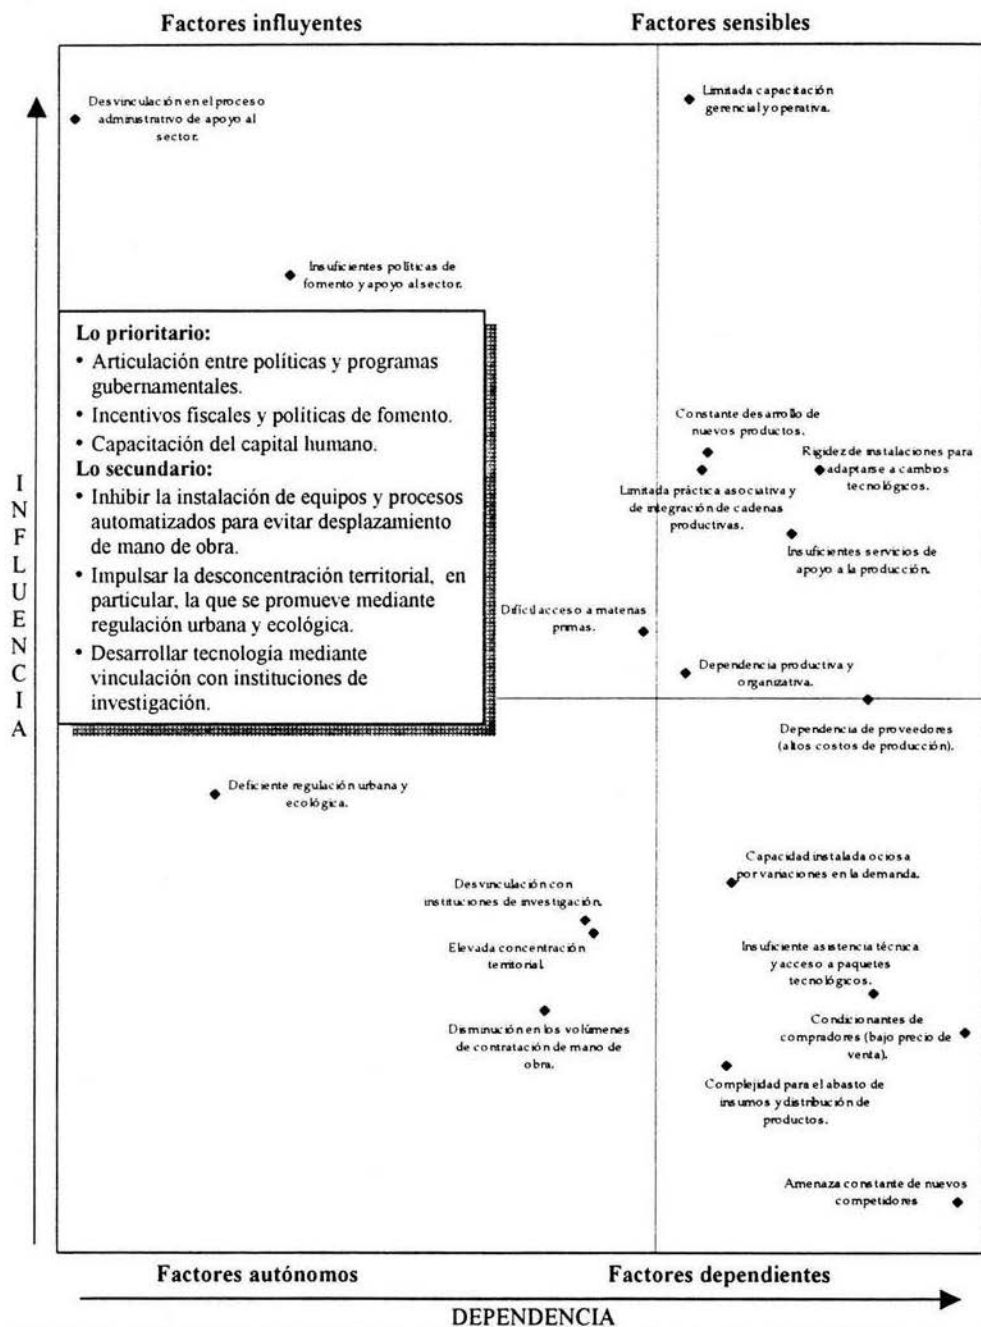 Factores influyentes
Factores sensibles
Desvinculación en el proceso
administrativo de apoyo al
sector.
Limitada capacitación
gerencial y operativa.
Insuficientes políticas de
fomento y apoyo al sector.
Lo prioritario:
• Articulación entre políticas y programas
gubernamentales.
• Incentivos fiscales y políticas de fomento.
• Capacitación del capital humano.
Lo secundario:
• Inhibir la instalación de equipos y procesos
automatizados para evitar desplazamiento
de mano de obra.
• Impulsar la desconcentración territorial, en
particular, la que se promueve mediante
regulación urbana y ecológica.
• Desarrollar tecnología mediante
vinculación con instituciones de
investigación.
Constante desarrollo de
nuevos productos.
Rigidez de instalaciones para
adaptarse a cambios
tecnológicos.
Limitada práctica asociativa y
de integración de cadenas
productivas.
Insuficientes servicios de
apoyo a la producción.
Difícil acceso a materias
primas.
Dependencia productiva y
organizativa.
Dependencia de proveedores
(altos costos de producción).
Deficiente regulación urbana y
ecológica.
Capacidad instalada ociosa
por variaciones en la demanda.
Desvinculación con
instituciones de investigación.
Elevada concentración
territorial.
Insuficiente asistencia técnica
y acceso a paquetes
tecnológicos.
Disminución en los volúmenes
de contratación de mano de
obra.
Condicionantes de
compradores (bajo precio de
venta).
Complejidad para el abasto de
insumos y distribución de
productos.
Amenaza constante de nuevos
competidores
INFLUENCIA
Factores autónomos
Factores dependientes
DEPENDENCIA